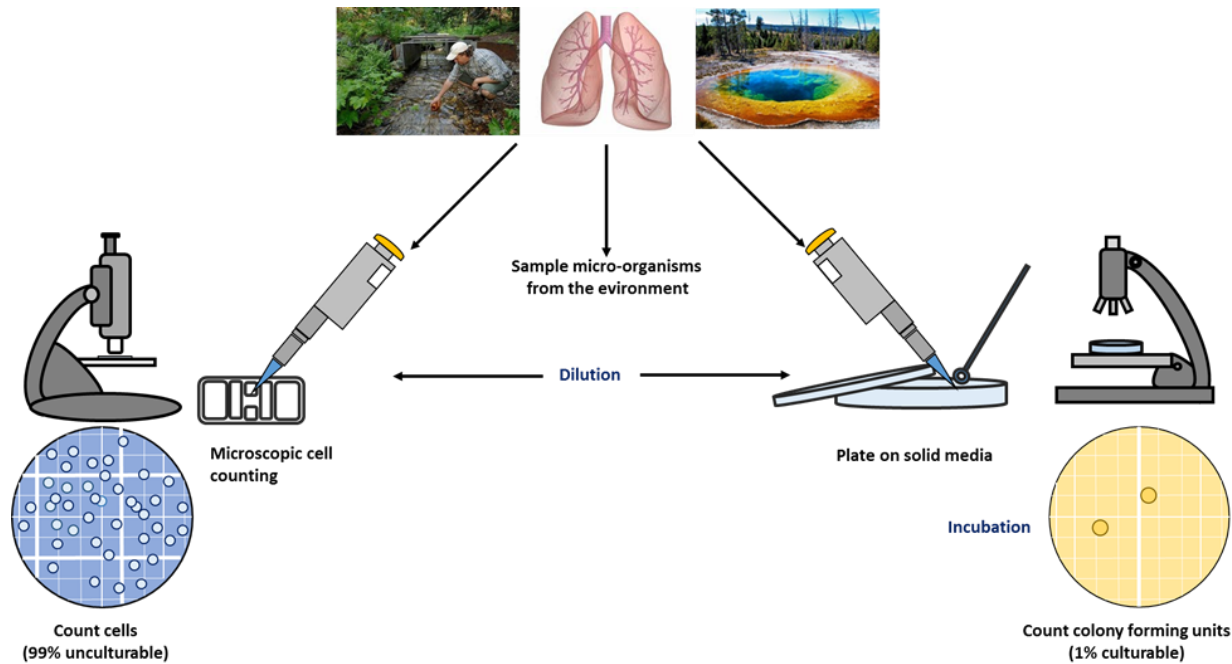 Sample micro-organisms
from the evironment
Dilution
Microscopic cell
counting
Plate on solid media
Incubation
Count cells
(99% unculturable)
Count colony forming units
(1% culturable)